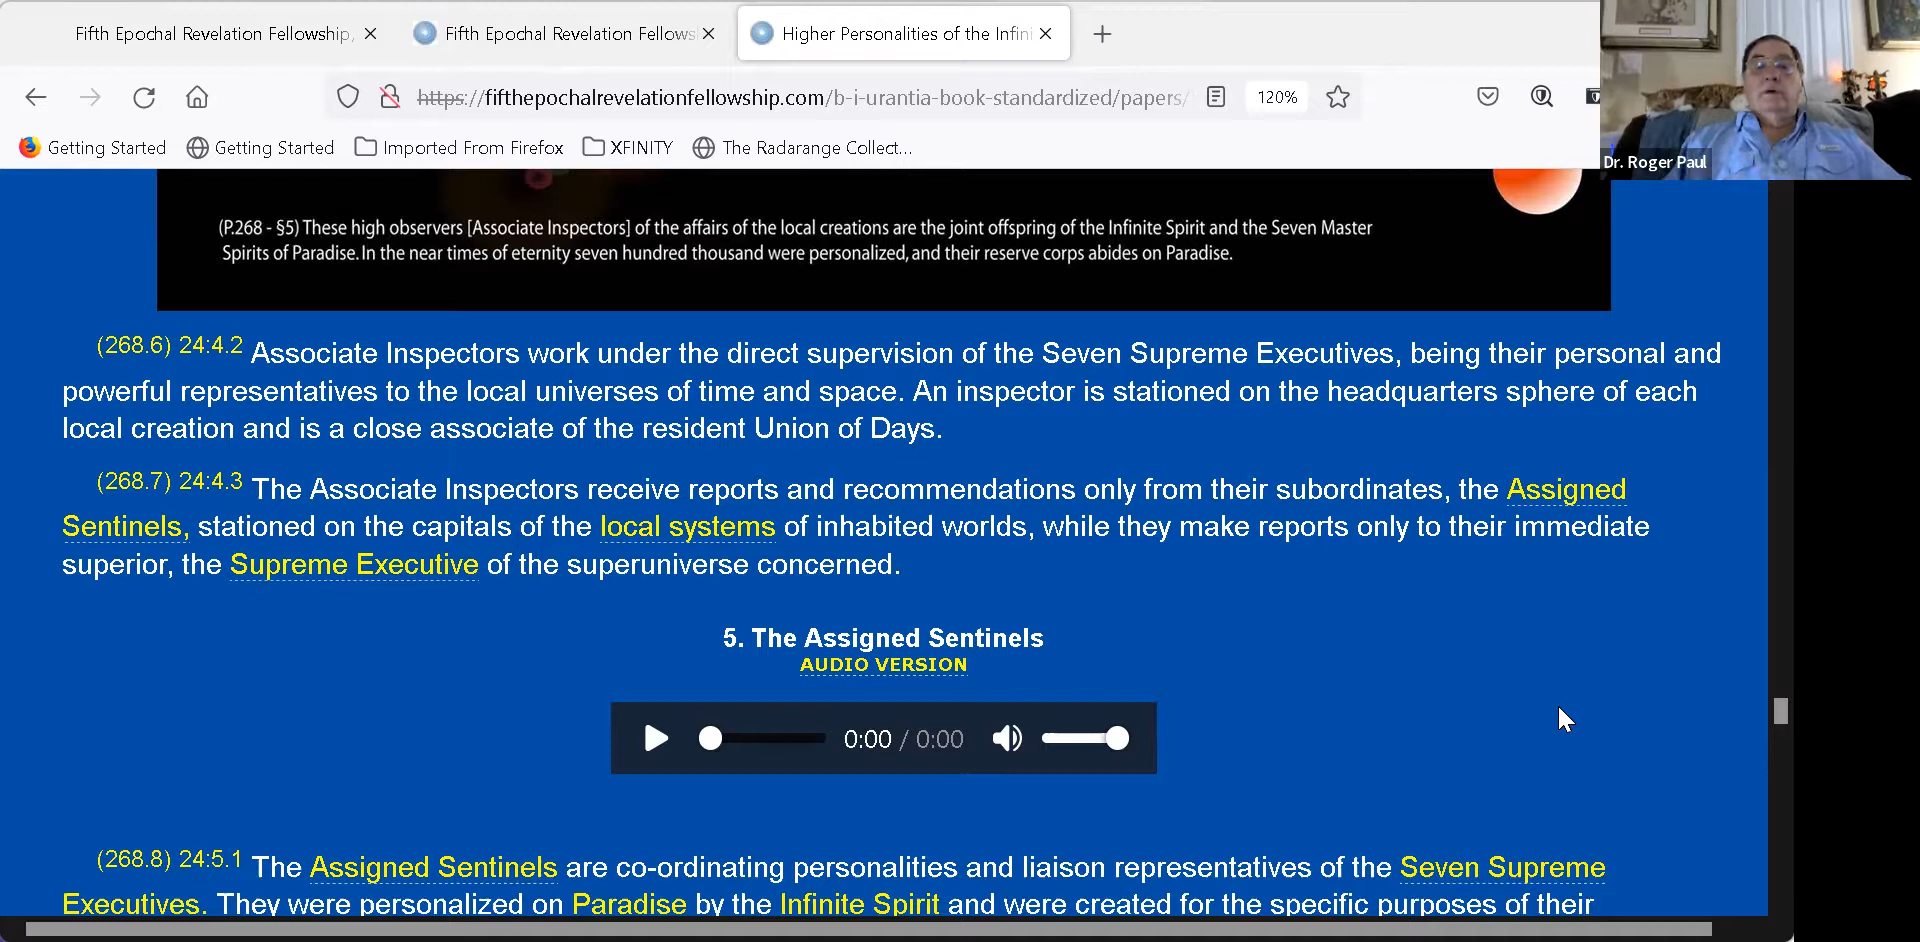 Fifth Epochal Revelation Fellowship,
Fifth Epochal Revelation Fellows
Higher Personalities of the Infini
https://fifthepochalrevelationfellowship.com/b-i-urantia-book-standardized/papers/
120%
Getting Started
Getting Started
Imported From Firefox
XFINITY
The Radarange Collect...
Dr. Roger Paul
(P.268 - §5) These high observers [Associate Inspectors] of the affairs of the local creations are the joint offspring of the Infinite Spirit and the Seven Master
Spirits of Paradise. In the near times of eternity seven hundred thousand were personalized, and their reserve corps abides on Paradise.
(268.6) 24:4.2 Associate Inspectors work under the direct supervision of the Seven Supreme Executives, being their personal and
powerful representatives to the local universes of time and space. An inspector is stationed on the headquarters sphere of each
local creation and is a close associate of the resident Union of Days.
(268.7) 24:4.3 The Associate Inspectors receive reports and recommendations only from their subordinates, the Assigned
Sentinels, stationed on the capitals of the local systems of inhabited worlds, while they make reports only to their immediate
superior, the Supreme Executive of the superuniverse concerned.
5. The Assigned Sentinels
AUDIO VERSION
0:00 / 0:00
(268.8) 24:5.1 The Assigned Sentinels are co-ordinating personalities and liaison representatives of the Seven Supreme
Executives. They were personalized on Paradise by the Infinite Spirit and were created for the specific purposes of their